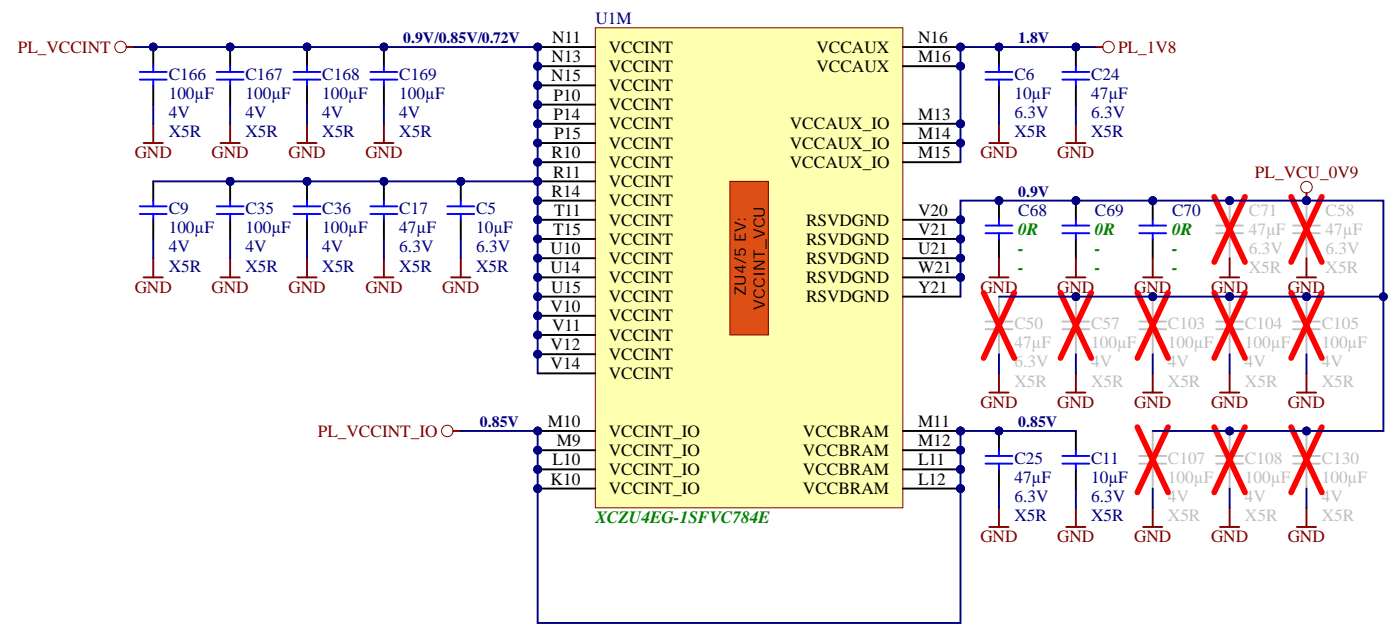 U1M
PL_VCCINT
0.9V/0.85V/0.72V
C166
100µF
4V
X5R
GND
C167
100µF
4V
X5R
GND
C168
100µF
4V
X5R
GND
C169
100µF
4V
X5R
GND
C9
100µF
4V
X5R
GND
C35
100µF
4V
X5R
GND
C36
100µF
4V
X5R
GND
C17
47µF
6.3V
X5R
GND
C5
10µF
6.3V
X5R
GND
N11 VCCINT
N13 VCCINT
N15 VCCINT
P10 VCCINT
P14 VCCINT
P15 VCCINT
R10 VCCINT
R11 VCCINT
R14 VCCINT
T11 VCCINT
T15 VCCINT
U10 VCCINT
U14 VCCINT
U15 VCCINT
V10 VCCINT
V11 VCCINT
V12 VCCINT
V14 VCCINT
PL_VCCINT_IO
0.85V
M10 VCCINT_IO
M9 VCCINT_IO
L10 VCCINT_IO
K10 VCCINT_IO
ZU4/5 EV:
VCCINT_VCU
XCZU4EG-1SFVC784E
VCCAUX N16
VCCAUX M16
VCCAUX_IO M13
VCCAUX_IO M14
VCCAUX_IO M15
RSVDGND V20
RSVDGND V21
RSVDGND U21
RSVDGND W21
RSVDGND Y21
VCCBRAM M11
VCCBRAM M12
VCCBRAM L11
VCCBRAM L12
1.8V
PL_1V8
C6
10µF
6.3V
X5R
GND
C24
47µF
6.3V
X5R
GND
PL_VCU_0V9
0.9V
C68
0R
-
GND
C69
0R
-
GND
C70
0R
-
GND
C71
47µF
6.3V
X5R
GND
C58
47µF
6.3V
X5R
GND
C50
47µF
6.3V
X5R
GND
C57
100µF
4V
X5R
GND
C103
100µF
4V
X5R
GND
C104
100µF
4V
X5R
GND
C105
100µF
4V
X5R
GND
0.85V
C25
47µF
6.3V
X5R
GND
C11
10µF
6.3V
X5R
GND
C107
100µF
4V
X5R
GND
C108
100µF
4V
X5R
GND
C130
100µF
4V
X5R
GND